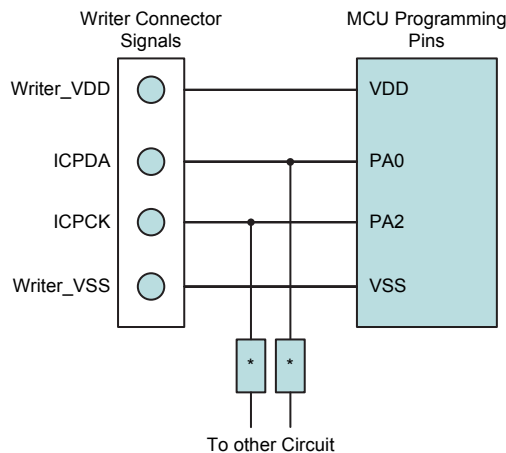 Writer Connector
Signals
MCU Programming
Pins
Writer_VDD
VDD
ICPDA
PA0
ICPCK
PA2
Writer_VSS
VSS
*
*
To other Circuit